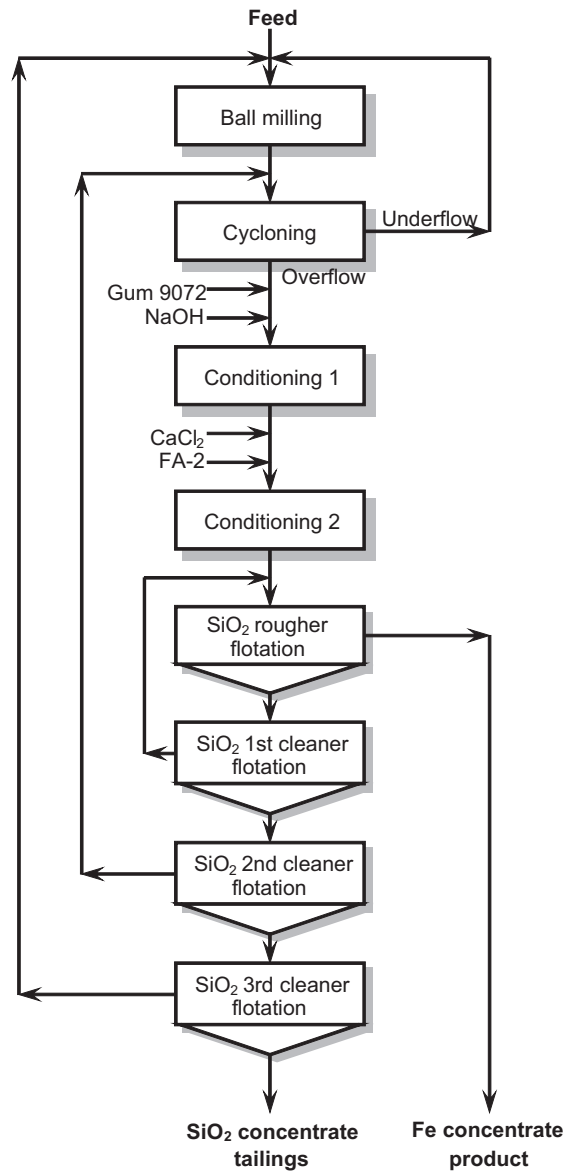 Feed
Ball milling
Cycloning
Underflow
Overflow
Gum 9072
NaOH
Conditioning 1
CaCl₂
FA-2
Conditioning 2
SiO₂ rougher
flotation
SiO₂ 1st cleaner
flotation
SiO₂ 2nd cleaner
flotation
SiO₂ 3rd cleaner
flotation
SiO₂ concentrate
tailings
Fe concentrate
product